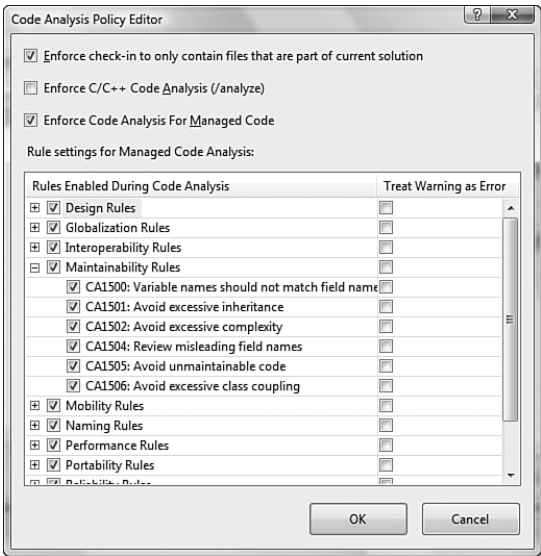 Code Analysis Policy Editor
Enforce check-in to only contain files that are part of current solution
Enforce C/C++ Code Analysis (/analyze)
Enforce Code Analysis For Managed Code
Rule settings for Managed Code Analysis:
Rules Enabled During Code Analysis Treat Warning as Error
Design Rules
Globalization Rules
Interoperability Rules
Maintainability Rules
CA1500: Variable names should not match field name
CA1501: Avoid excessive inheritance
CA1502: Avoid excessive complexity
CA1504: Review misleading field names
CA1505: Avoid unmaintainable code
CA1506: Avoid excessive class coupling
Mobility Rules
Naming Rules
Performance Rules
Portability Rules
Reliability Rules
OK Cancel